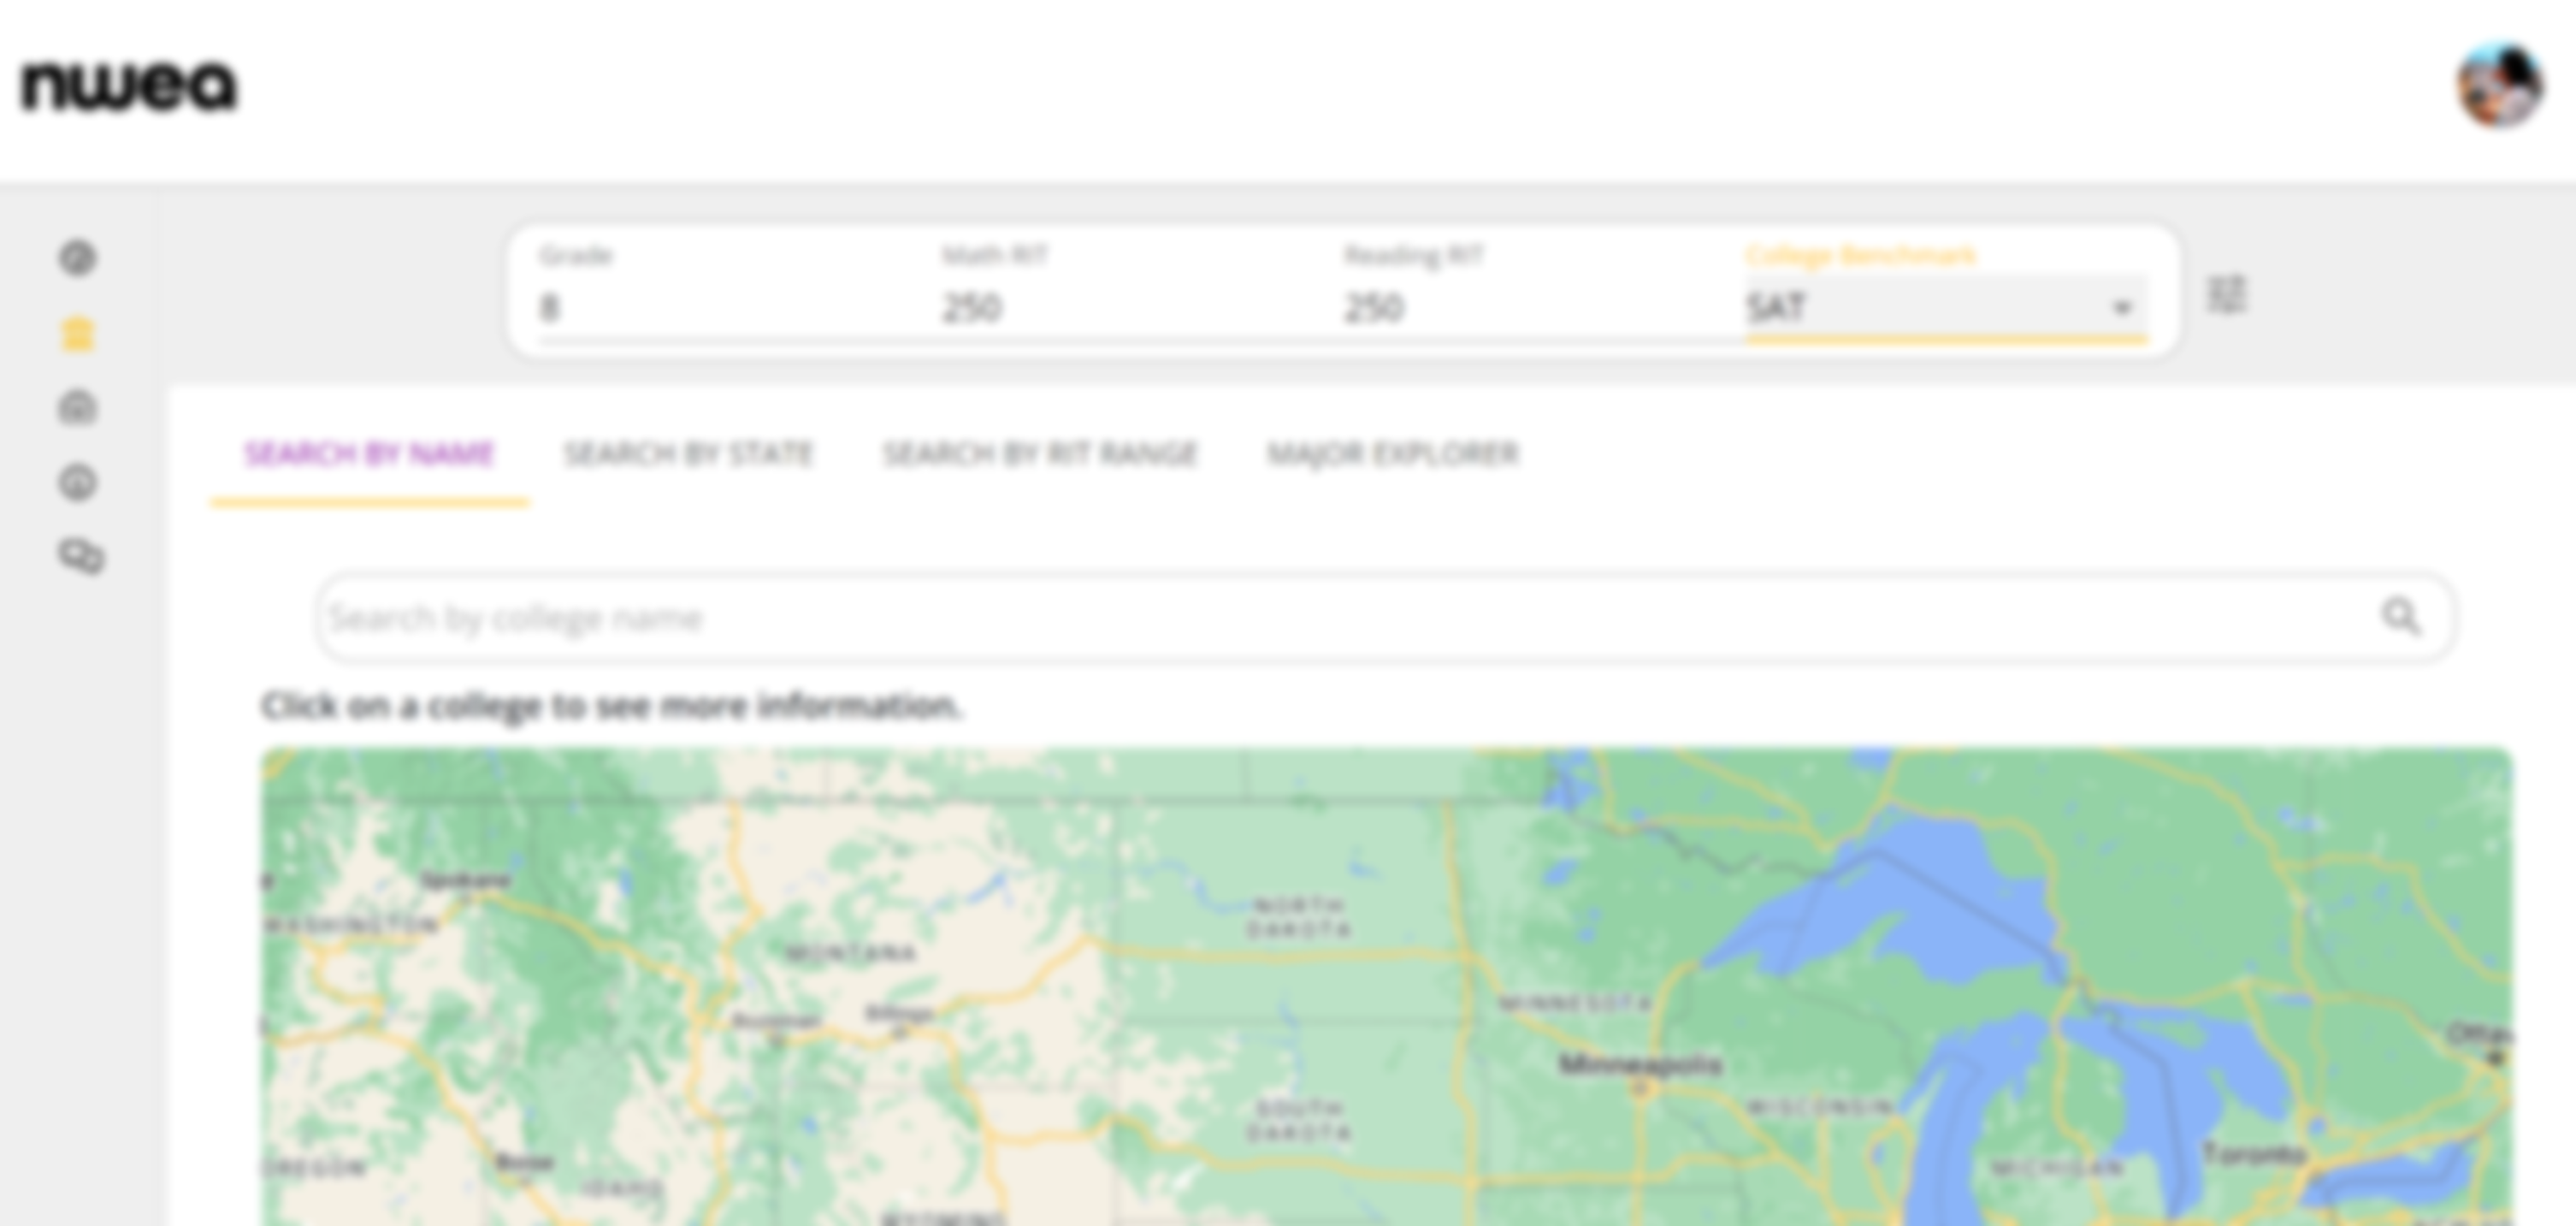 nwea
Grade Math RIT Reading RIT College Benchmark
8 250 250 SAT
SEARCH BY NAME SEARCH BY STATE SEARCH BY RIT RANGE MAJOR EXPLORER
Search by college name
Click on a college to see more information.
Spokane
WASHINGTON
NORTH
DAKOTA
MONTANA
MINNESOTA
Bozeman Billings
Minneapolis
SOUTH
DAKOTA
WISCONSIN
Toronto
MICHIGAN
OREGON
Boise
IDAHO
WYOMING